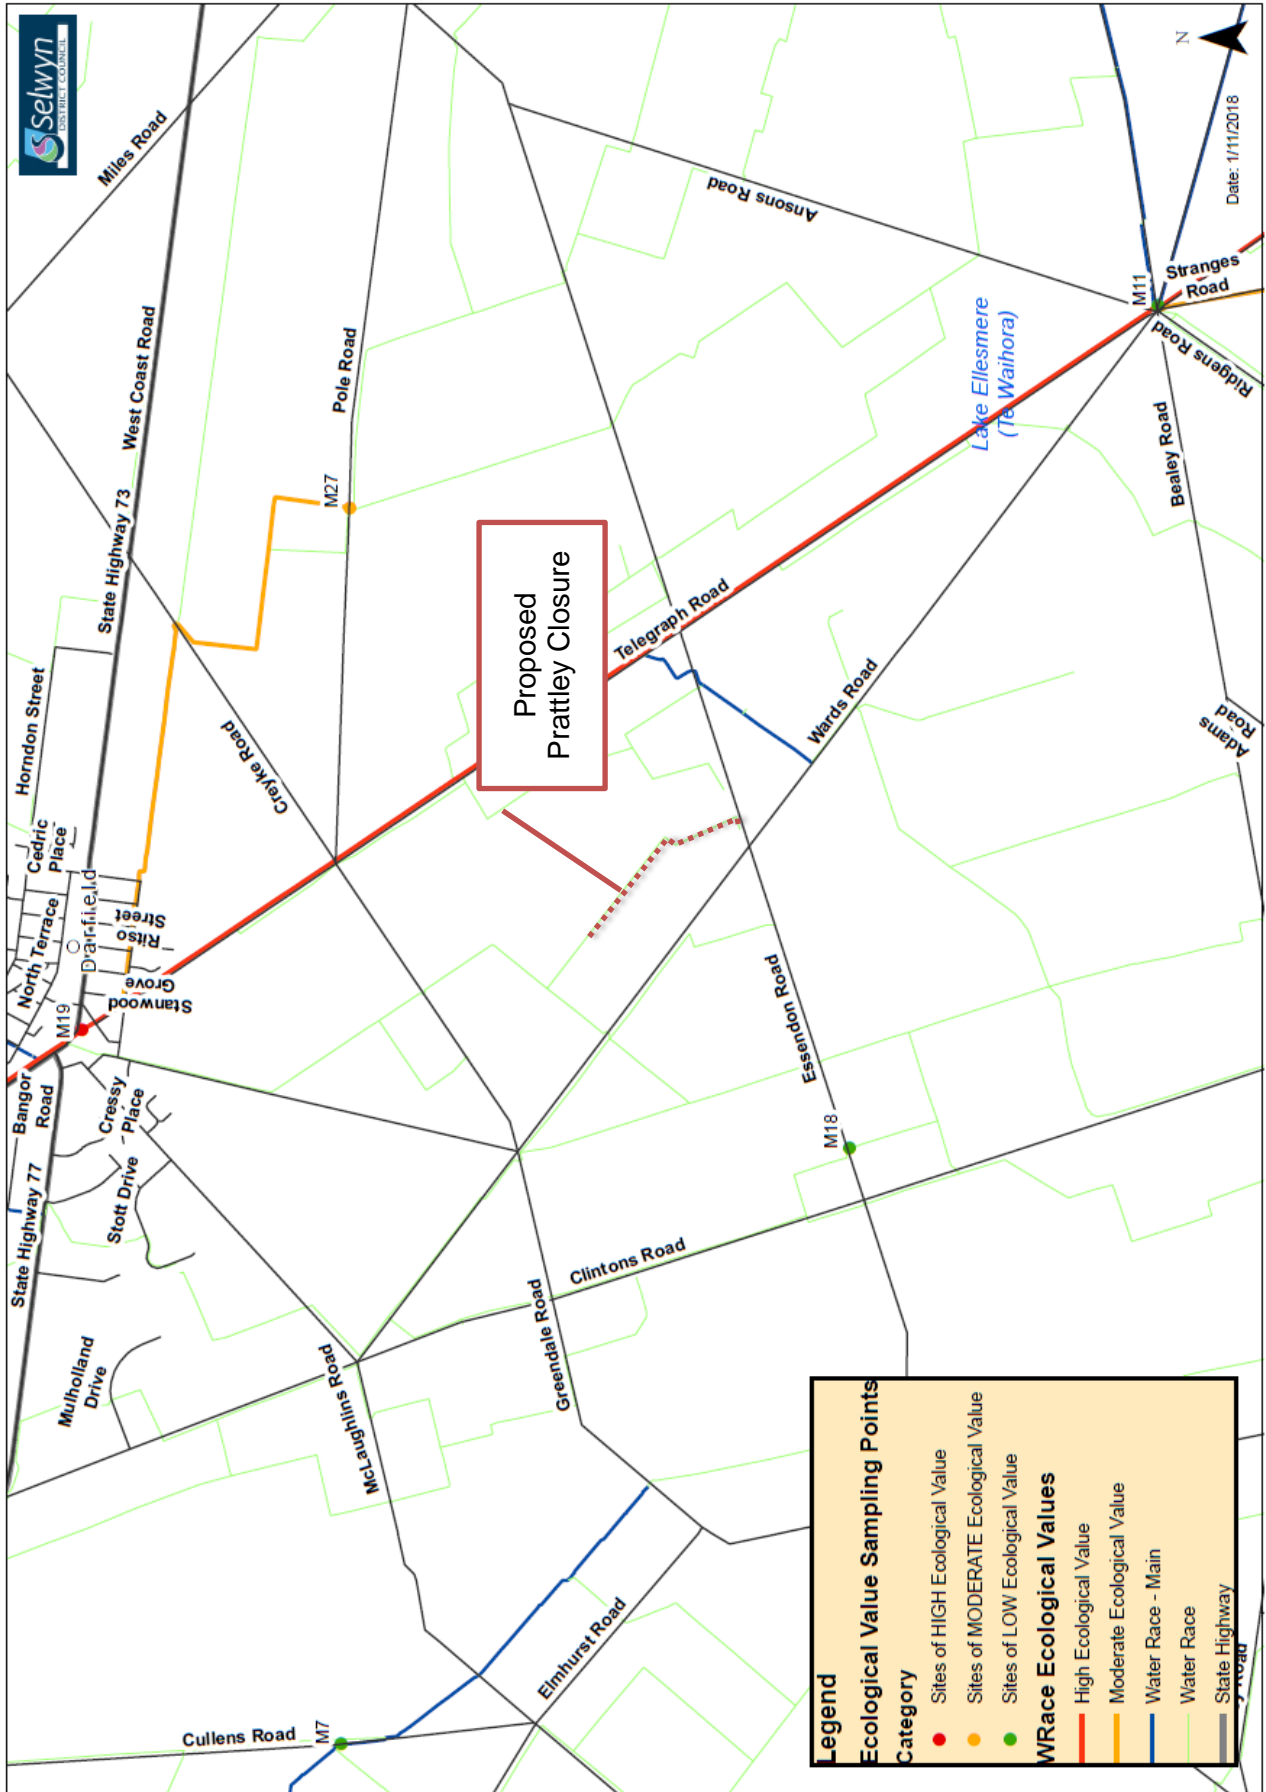 Selwyn
DISTRICT COUNCIL
N
Date: 1/11/2018
Miles Road
West Coast Road
State Highway 73
Horndon Street
Cedric
Place
North Terrace
Darfield
Ritso
Street
Stanwood
Grove
M19
Bangor
Road
Cressy
Place
Stott Drive
State Highway 77
Mulholland
Drive
Pole Road
M27
Creyke Road
Ansons Road
Proposed
Prattley Closure
Telegraph Road
Lake Ellesmere
(Te Waihora)
M11
Stranges
Road
Ridgens Road
Bealey Road
Adams
Road
Wards Road
Essendon Road
M18
Clintons Road
Greendale Road
McLaughlins Road
Elmhurst Road
Cullens Road
M7
Legend
Ecological Value Sampling Points
Category
Sites of HIGH Ecological Value
Sites of MODERATE Ecological Value
Sites of LOW Ecological Value
WRace Ecological Values
High Ecological Value
Moderate Ecological Value
Water Race - Main
Water Race
State Highway
Road